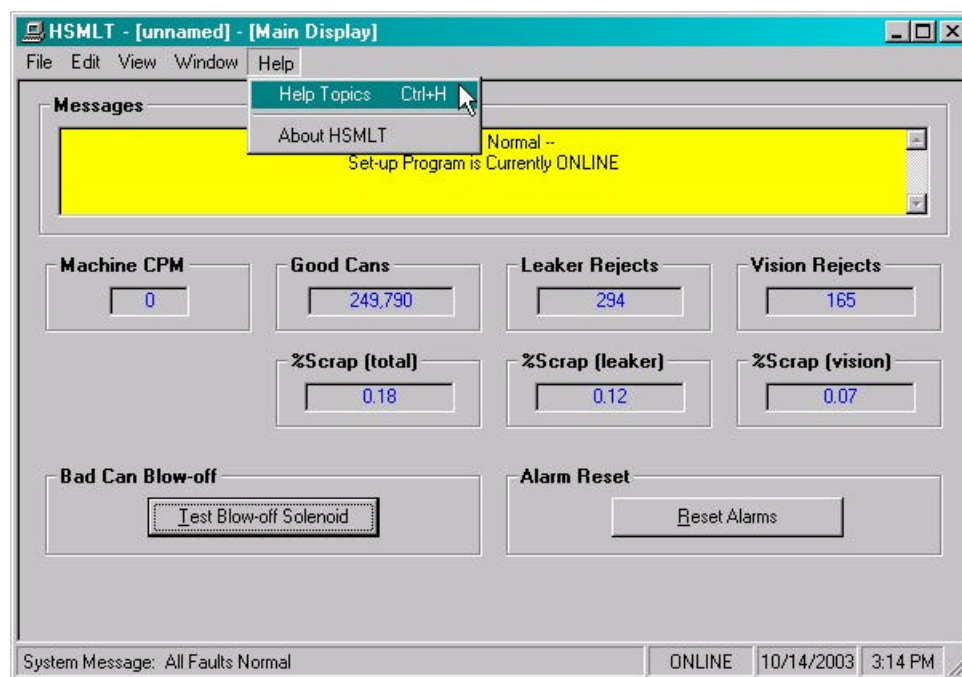 HSMLT - [unnamed] - [Main Display]
File Edit View Window Help
Help Topics Ctrl+H
About HSMLT
Messages
Normal --
Set-up Program is Currently ONLINE
Machine CPM Good Cans Leaker Rejects Vision Rejects
0 249,790 294 165
%Scrap (total) %Scrap (leaker) %Scrap (vision)
0.18 0.12 0.07
Bad Can Blow-off Alarm Reset
Test Blow-off Solenoid Reset Alarms
System Message: All Faults Normal ONLINE 10/14/2003 3:14 PM